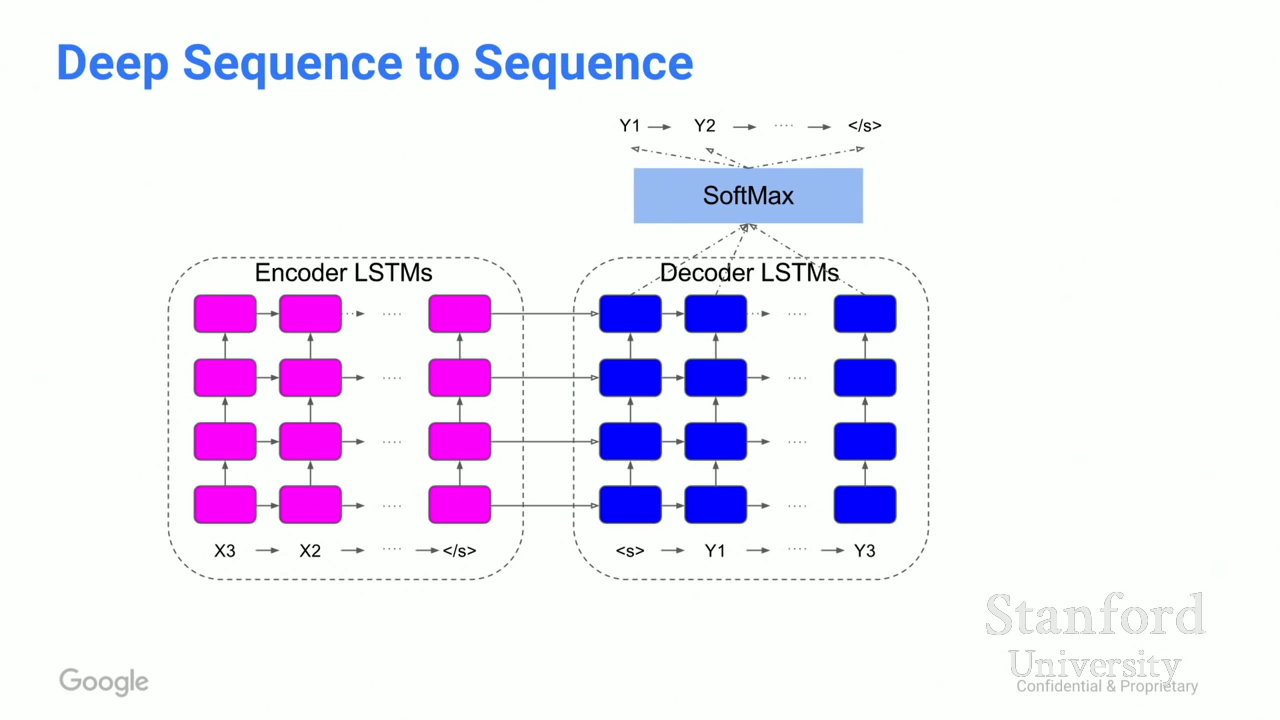 Deep Sequence to Sequence
Y1 Y2 .... </s>
SoftMax
Encoder LSTMs
Decoder LSTMs
....
....
....
....
....
....
....
....
X3 X2 .... </s>
<s> Y1 .... Y3
Stanford
University
Google
Confidential & Proprietary